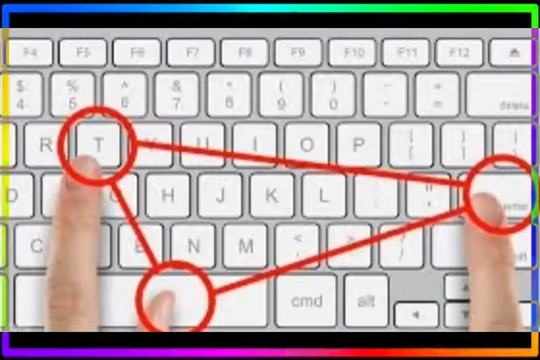 F4 F5 F6 F7 F8 F9 F10 F11 F12
$ % ^ & * ( ) - +
4 5 6 7 8 9 0 - =
delete
R T Y U I O P { }
[ ]
D G H J K L : "
; '
C B N M < > ?
, . /
cmd alt